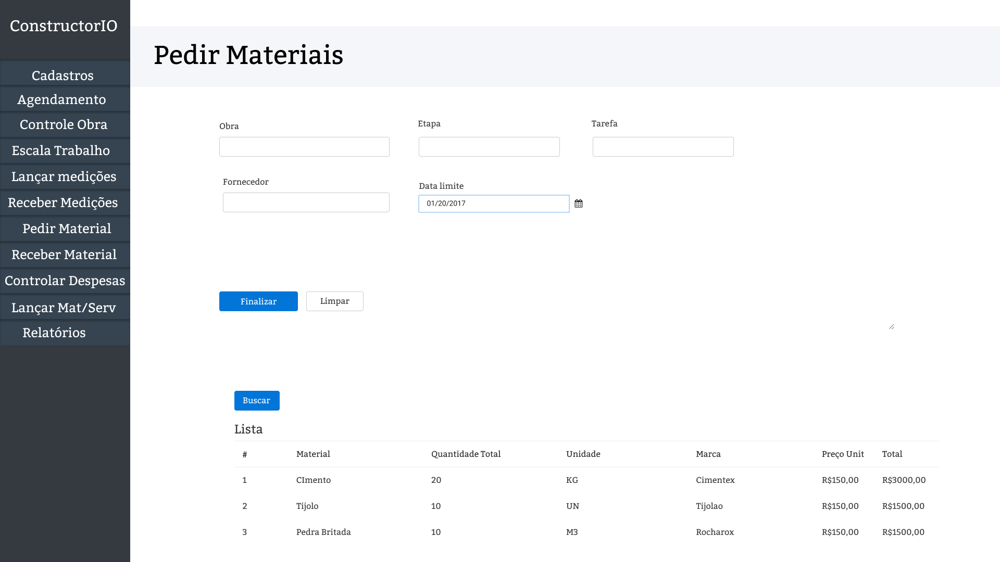 ConstructorIO
Cadastros
Agendamento
Controle Obra
Escala Trabalho
Lançar medições
Receber Medições
Pedir Material
Receber Material
Controlar Despesas
Lançar Mat/Serv
Relatórios
Pedir Materiais
Obra Etapa Tarefa
Fornecedor Data limite
01/20/2017
Finalizar Limpar
Buscar
Lista
# Material Quantidade Total Unidade Marca Preço Unit Total
1 CImento 20 KG Cimentex R$150,00 R$3000,00
2 Tijolo 10 UN Tijolao R$150,00 R$1500,00
3 Pedra Britada 10 M3 Rocharox R$150,00 R$1500,00